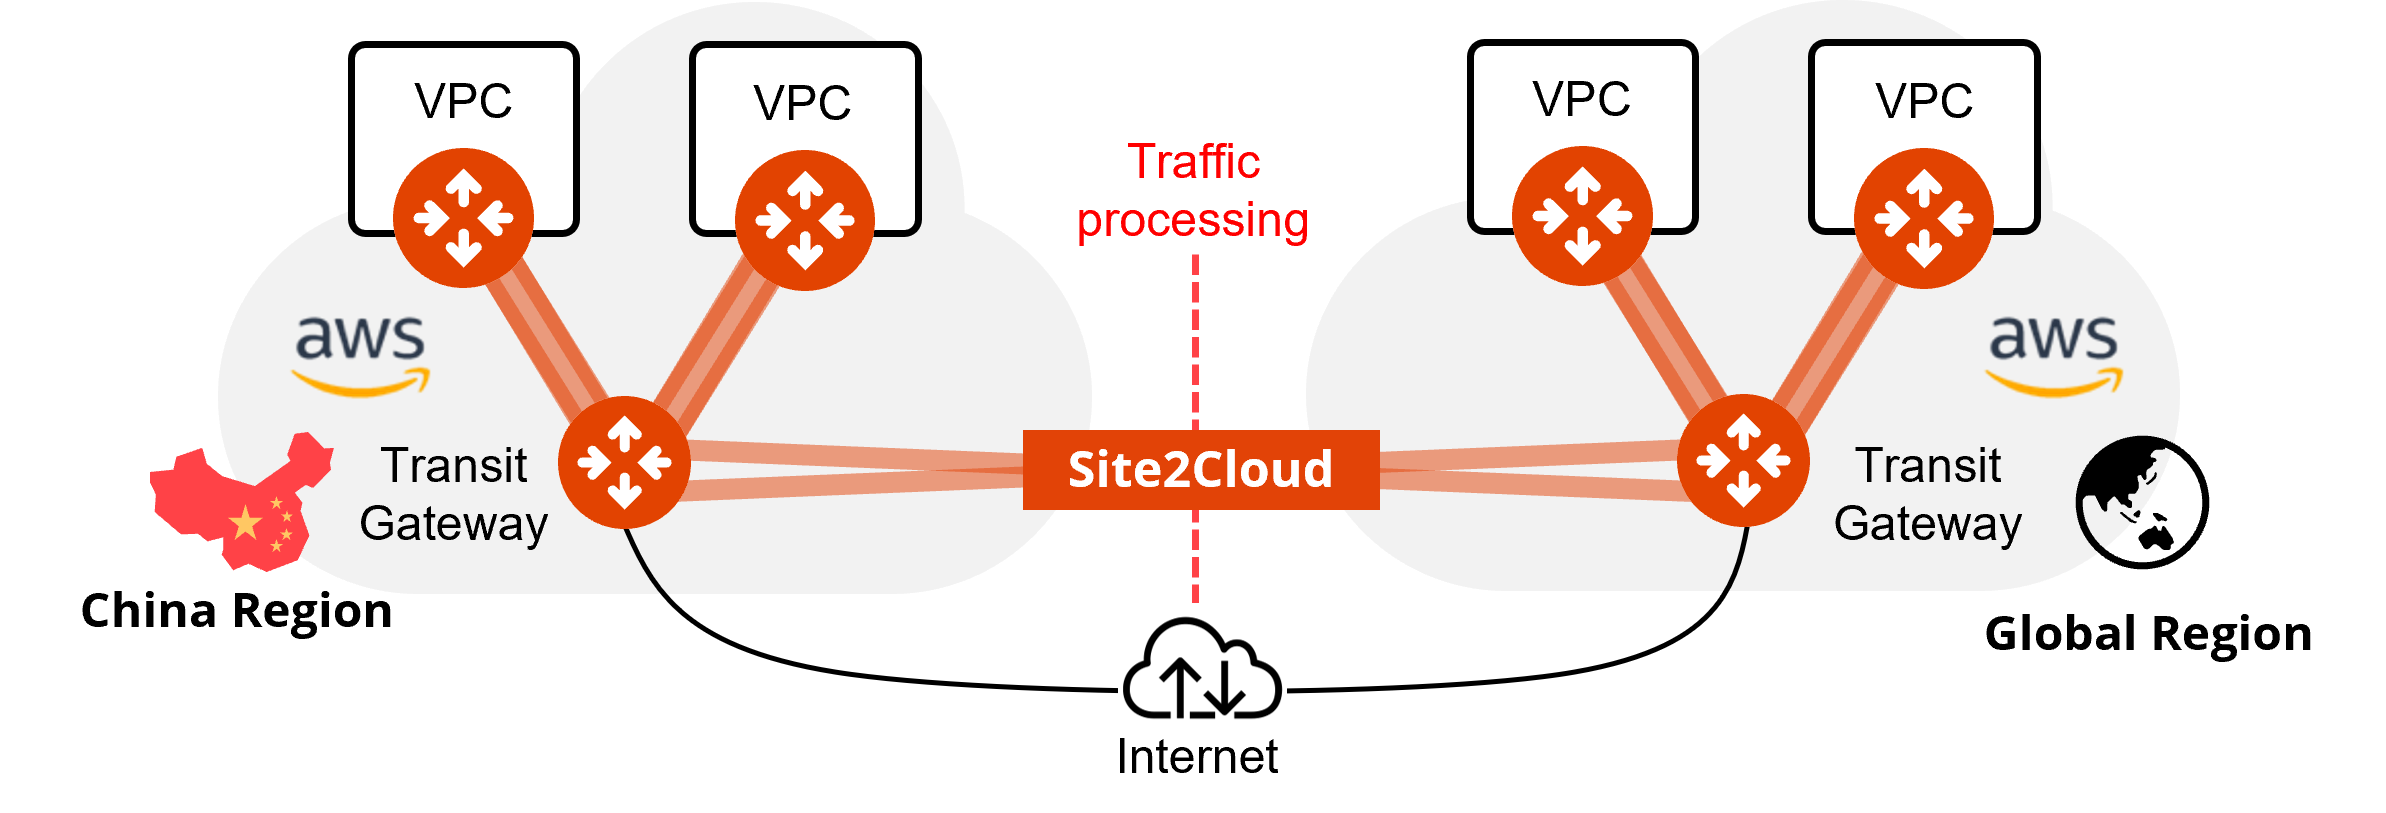 VPC
VPC
VPC
VPC
Traffic
processing
aws
aws
Site2Cloud
Transit
Gateway
Transit
Gateway
China Region
Global Region
Internet